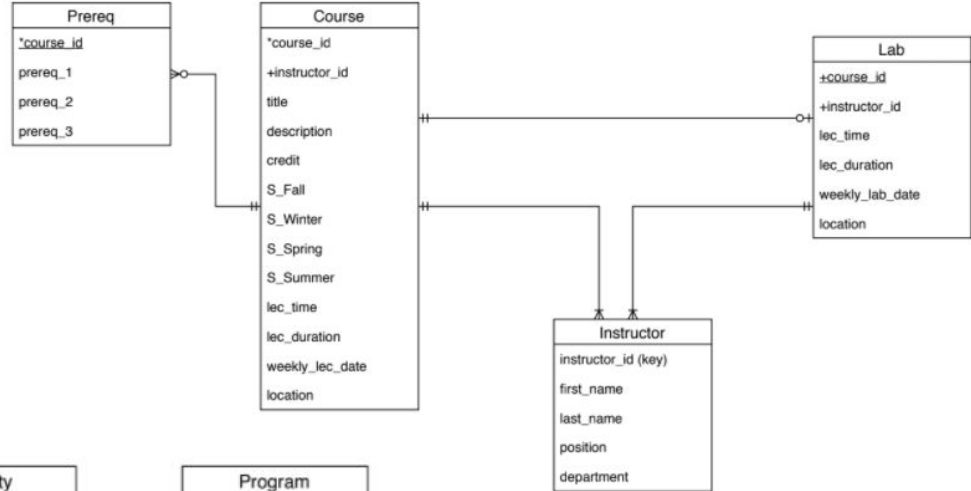 Prereq
*course_id
prereq_1
prereq_2
prereq_3
Course
*course_id
+instructor_id
title
description
credit
S_Fall
S_Winter
S_Spring
S_Summer
lec_time
lec_duration
weekly_lec_date
location
Lab
+course_id
+instructor_id
lec_time
lec_duration
weekly_lab_date
location
Instructor
instructor_id (key)
first_name
last_name
position
department
ty
Program